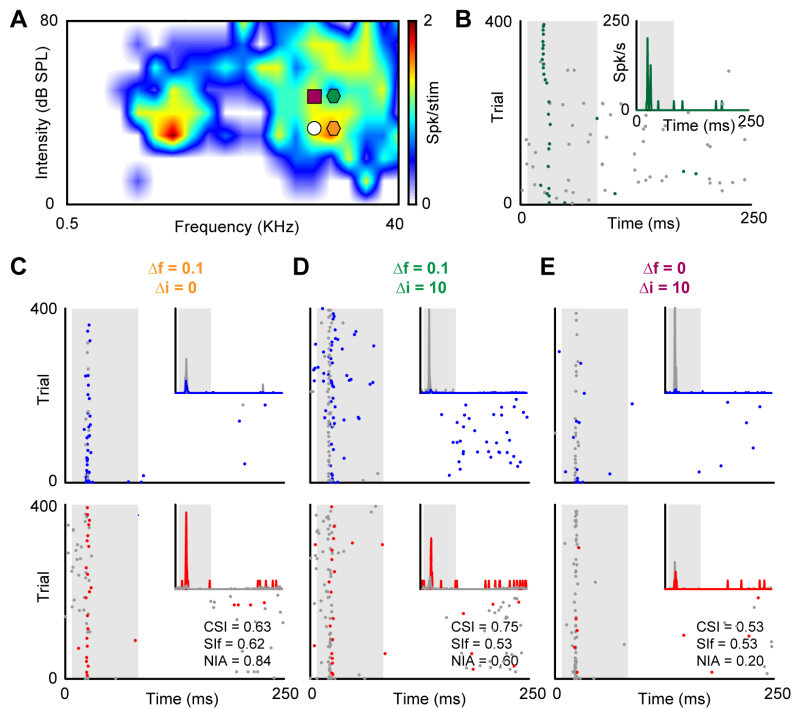 A
80
Intensity (dB SPL)
0
0.5
Frequency (KHz)
40
2
Spk/stim
0
B
400
Trial
0
0
Time (ms)
250
250
Spk/s
0
0
Time (ms)
250
C
Δf = 0.1
Δi = 0
D
Δf = 0.1
Δi = 10
E
Δf = 0
Δi = 10
400
Trial
0
400
Trial
0
CSI = 0.63
SIf = 0.62
NIA = 0.84
CSI = 0.75
SIf = 0.53
NIA = 0.60
CSI = 0.53
SIf = 0.53
NIA = 0.20
0
Time (ms)
250
0
Time (ms)
250
0
Time (ms)
250